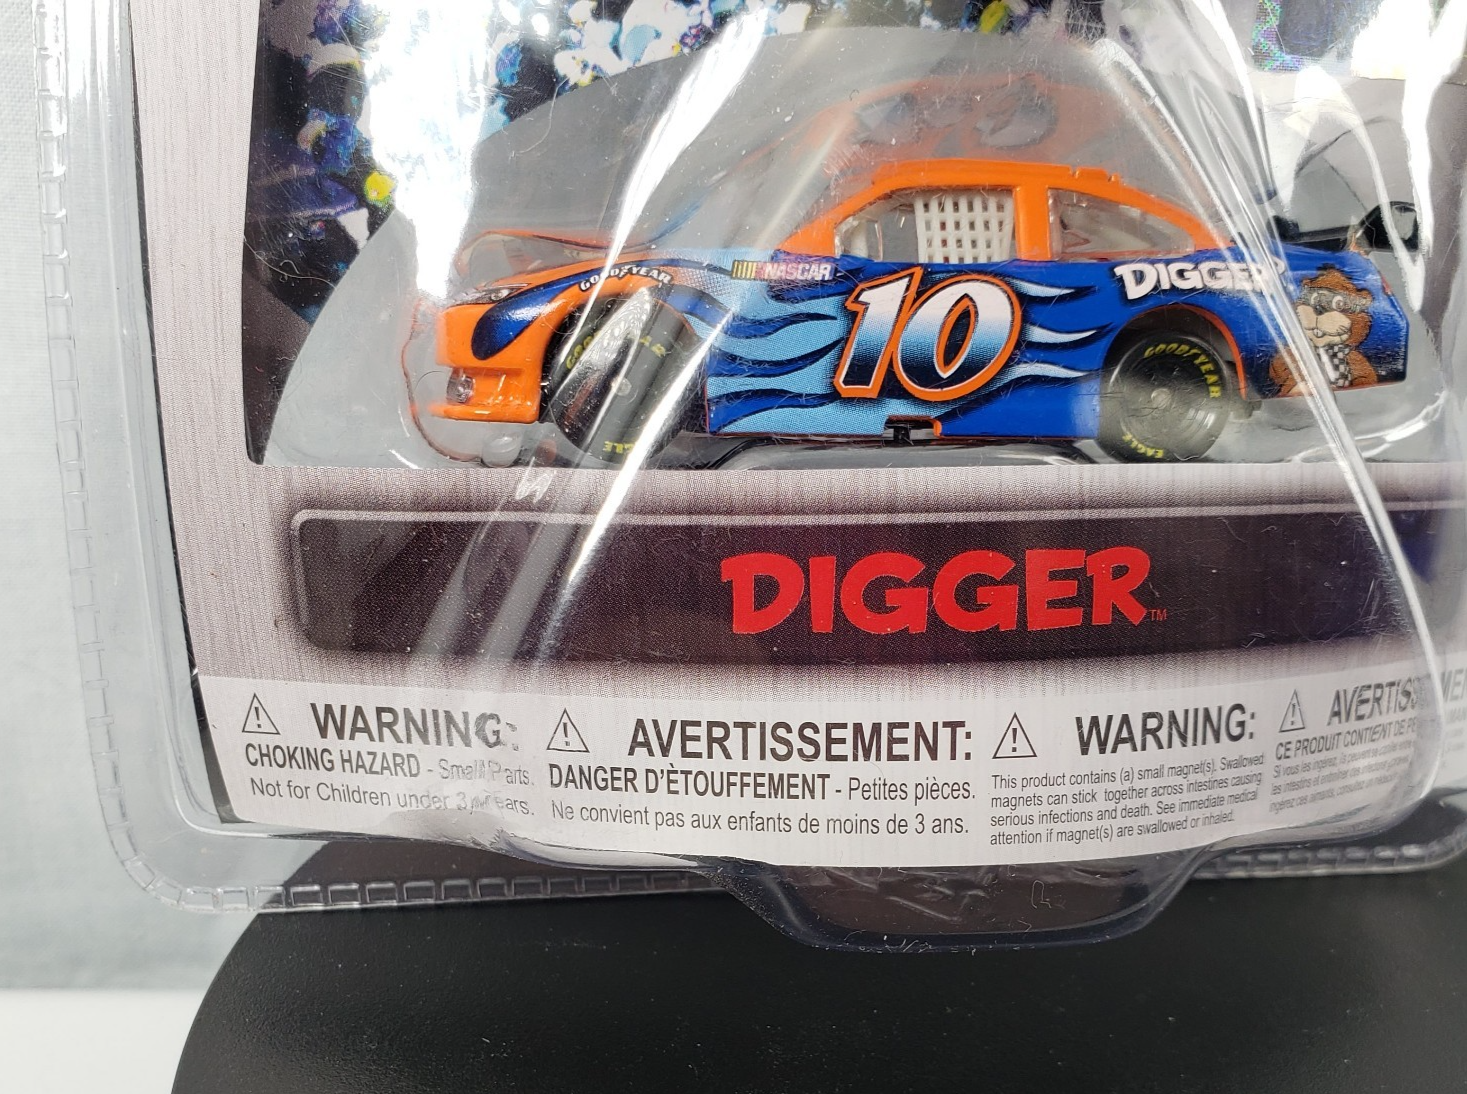 GOODYEAR
NASCAR
10
DIGGER
GOODYEAR
EAR
EAGLE
DIGGER™
WARNING:
CHOKING HAZARD - Small Parts.
Not for Children under 3 years.
AVERTISSEMENT:
DANGER D'ÈTOUFFEMENT - Petites pièces.
Ne convient pas aux enfants de moins de 3 ans.
WARNING:
This product contains (a) small magnet(s). Swallowed
magnets can stick together across intestines causing
serious infections and death. See immediate medical
attention if magnet(s) are swallowed or inhaled.
CE PRODUIT CONTIENT DE